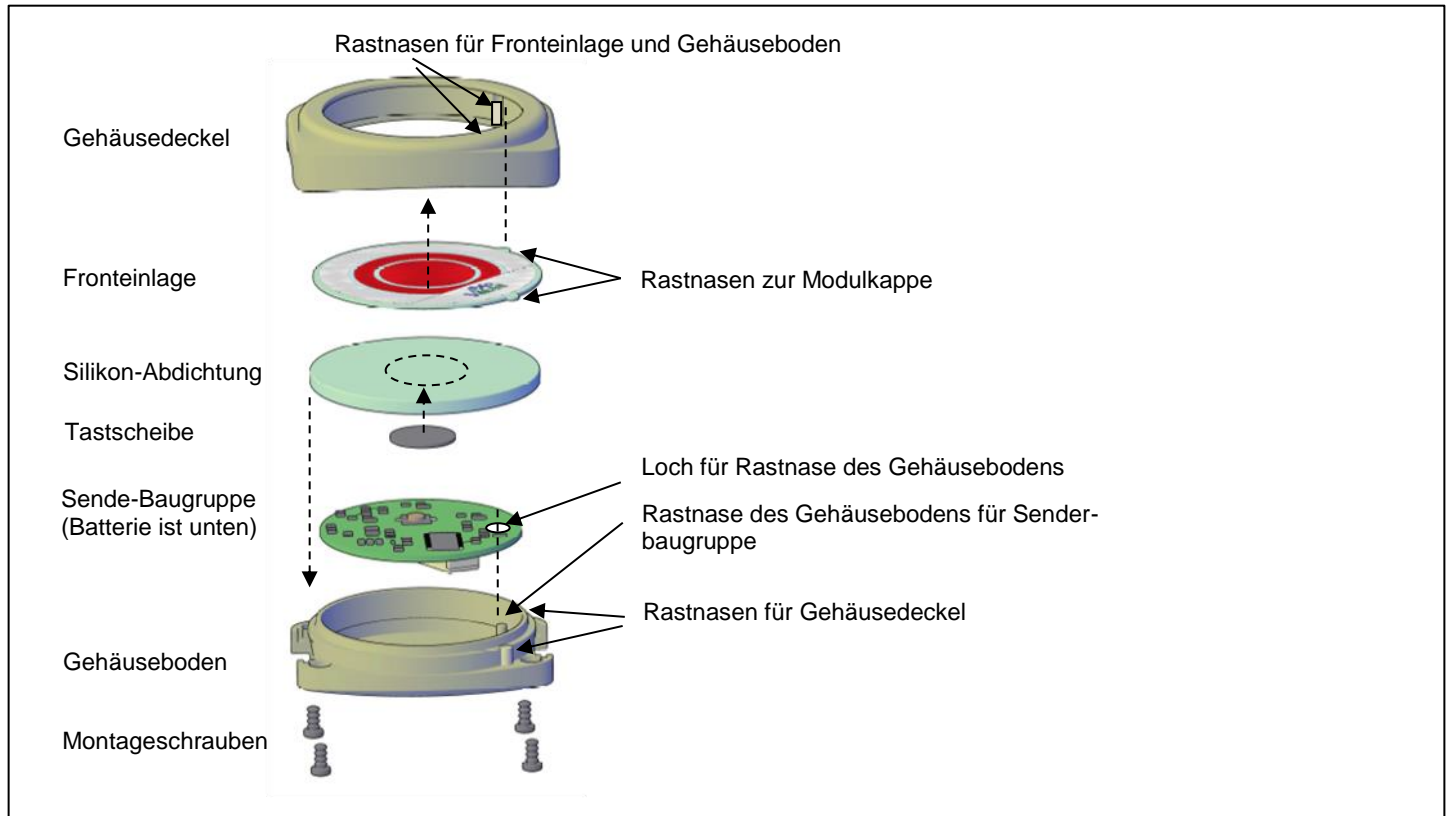 Rastnasen für Fronteinlage und Gehäuseboden
Gehäusedeckel
Fronteinlage
Rastnasen zur Modulkappe
Silikon-Abdichtung
Tastscheibe
Loch für Rastnase des Gehäusebodens
Sende-Baugruppe
(Batterie ist unten)
Rastnase des Gehäusebodens für Sender-
baugruppe
Rastnasen für Gehäusedeckel
Gehäuseboden
Montageschrauben